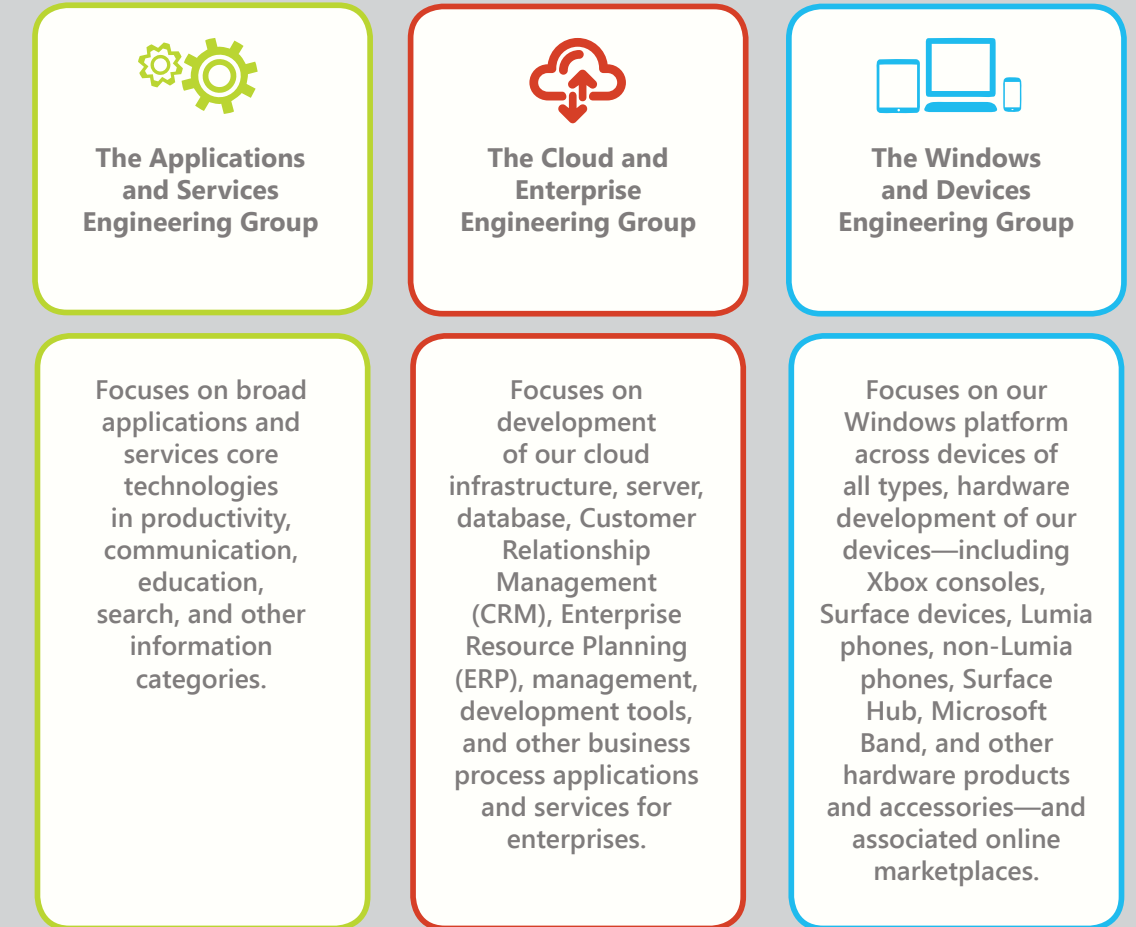 The Applications
and Services
Engineering Group
Focuses on broad
applications and
services core
technologies
in productivity,
communication,
education,
search, and other
information
categories.
The Cloud and
Enterprise
Engineering Group
Focuses on
development
of our cloud
infrastructure, server,
database, Customer
Relationship
Management
(CRM), Enterprise
Resource Planning
(ERP), management,
development tools,
and other business
process applications
and services for
enterprises.
The Windows
and Devices
Engineering Group
Focuses on our
Windows platform
across devices of
all types, hardware
development of our
devices—including
Xbox consoles,
Surface devices, Lumia
phones, non-Lumia
phones, Surface
Hub, Microsoft
Band, and other
hardware products
and accessories—and
associated online
marketplaces.